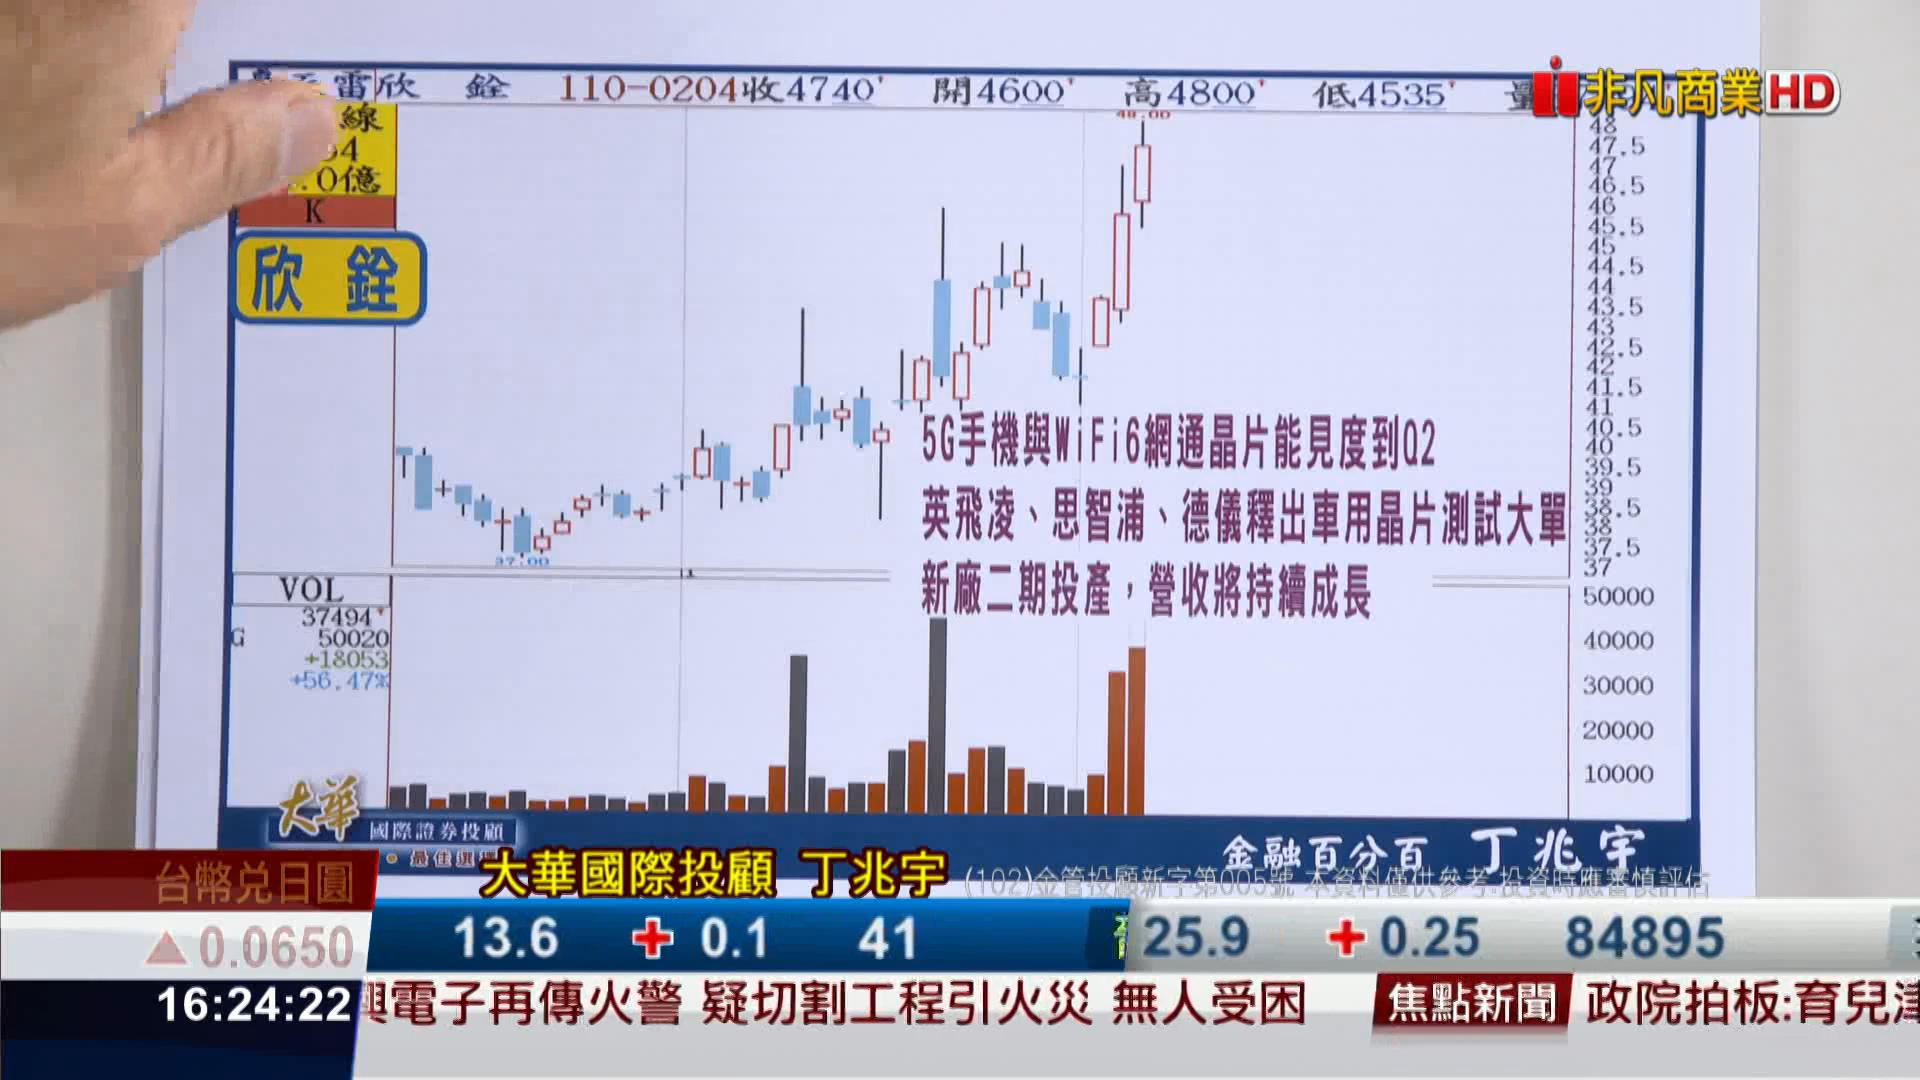 雷欣 銓 110-0204收4740' 開4600' 高4800' 低4535' 量
非凡商業HD
線
億
K
欣 銓
48.00
48
47.5
47
46.5
46
45.5
45
44.5
44
43.5
43
42.5
42
41.5
41
40.5
40
39.5
39
38.5
38
37.5
37
37.00
5G手機與WiFi6網通晶片能見度到Q2
英飛凌、思智浦、德儀釋出車用晶片測試大單
新廠二期投產，營收將持續成長
VOL
37494'
G 50020
+18053
+56.47%
50000
40000
30000
20000
10000
大華
國際證券投顧
最佳選
金融百分百 丁兆宇
大華國際投顧 丁兆宇
(102)金管投顧新字第005號 本資料僅供參考.投資時應審慎評估
台幣兌日圓
▲0.0650
13.6 + 0.1 41
25.9 + 0.25 84895
16:24:22
電子再傳火警 疑切割工程引火災 無人受困
焦點新聞
政院拍板:育兒